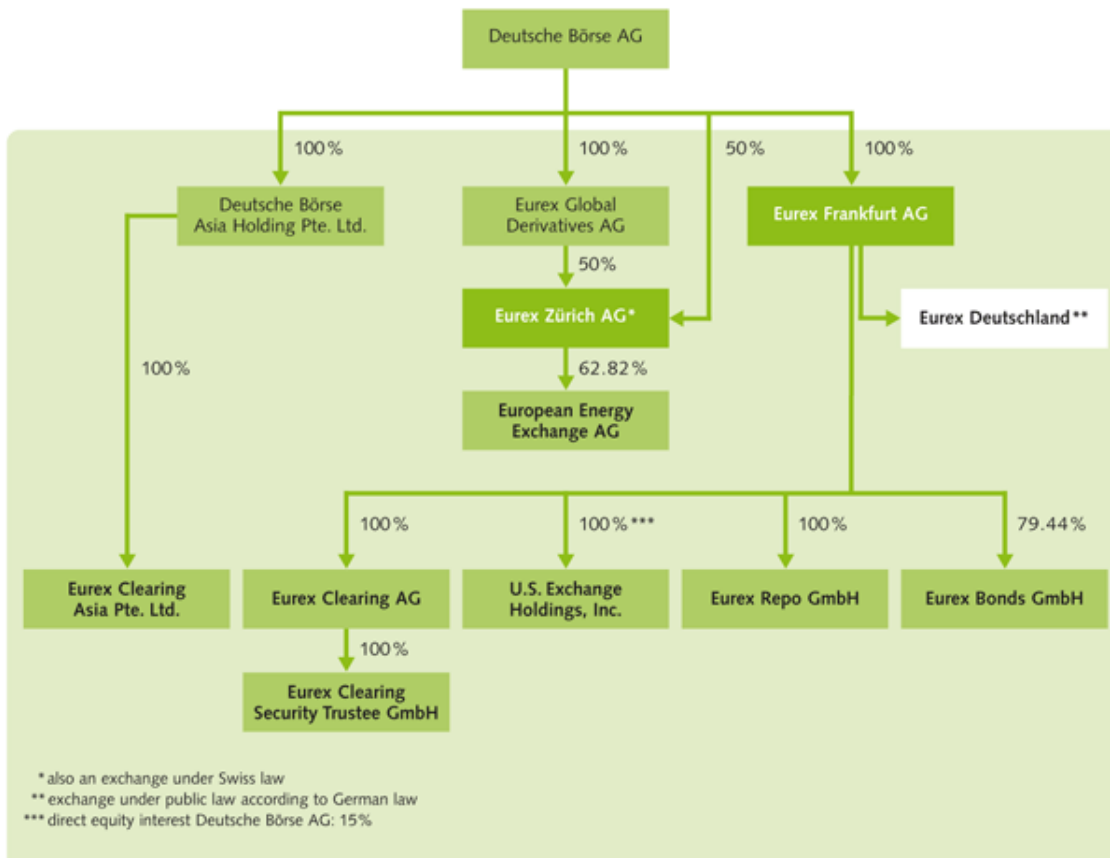 Deutsche Börse AG
100%
100%
50%
100%
Deutsche Börse
Asia Holding Pte. Ltd.
Eurex Global
Derivatives AG
Eurex Frankfurt AG
50%
Eurex Zürich AG*
Eurex Deutschland**
100%
62.82%
European Energy
Exchange AG
100%
100%***
100%
79.44%
Eurex Clearing
Asia Pte. Ltd.
Eurex Clearing AG
U.S. Exchange
Holdings, Inc.
Eurex Repo GmbH
Eurex Bonds GmbH
100%
Eurex Clearing
Security Trustee GmbH
* also an exchange under Swiss law
** exchange under public law according to German law
*** direct equity interest Deutsche Börse AG: 15%